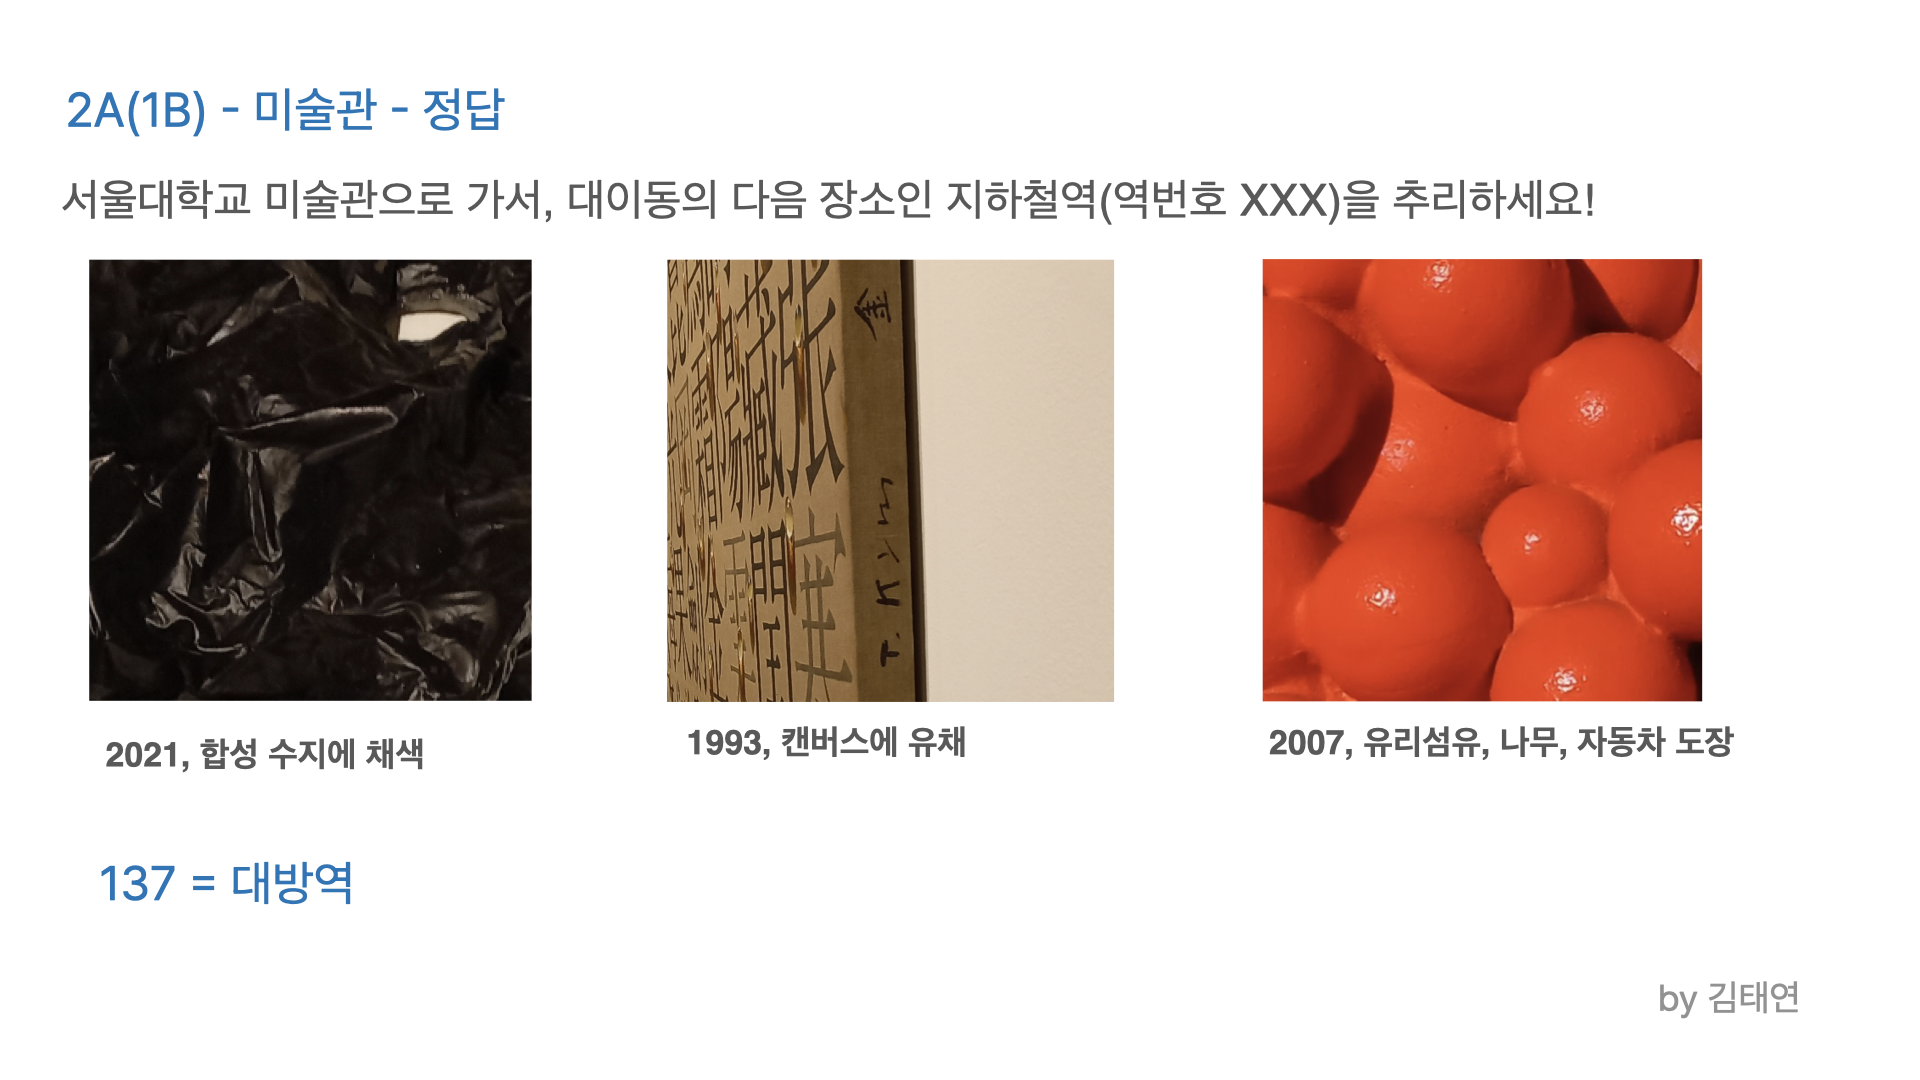 2A(1B) - 미술관 - 정답
서울대학교 미술관으로 가서, 대이동의 다음 장소인 지하철역(역번호 XXX)을 추리하세요!
金
T. Kim
2021, 합성 수지에 채색
1993, 캔버스에 유채
2007, 유리섬유, 나무, 자동차 도장
137 = 대방역
by 김태연